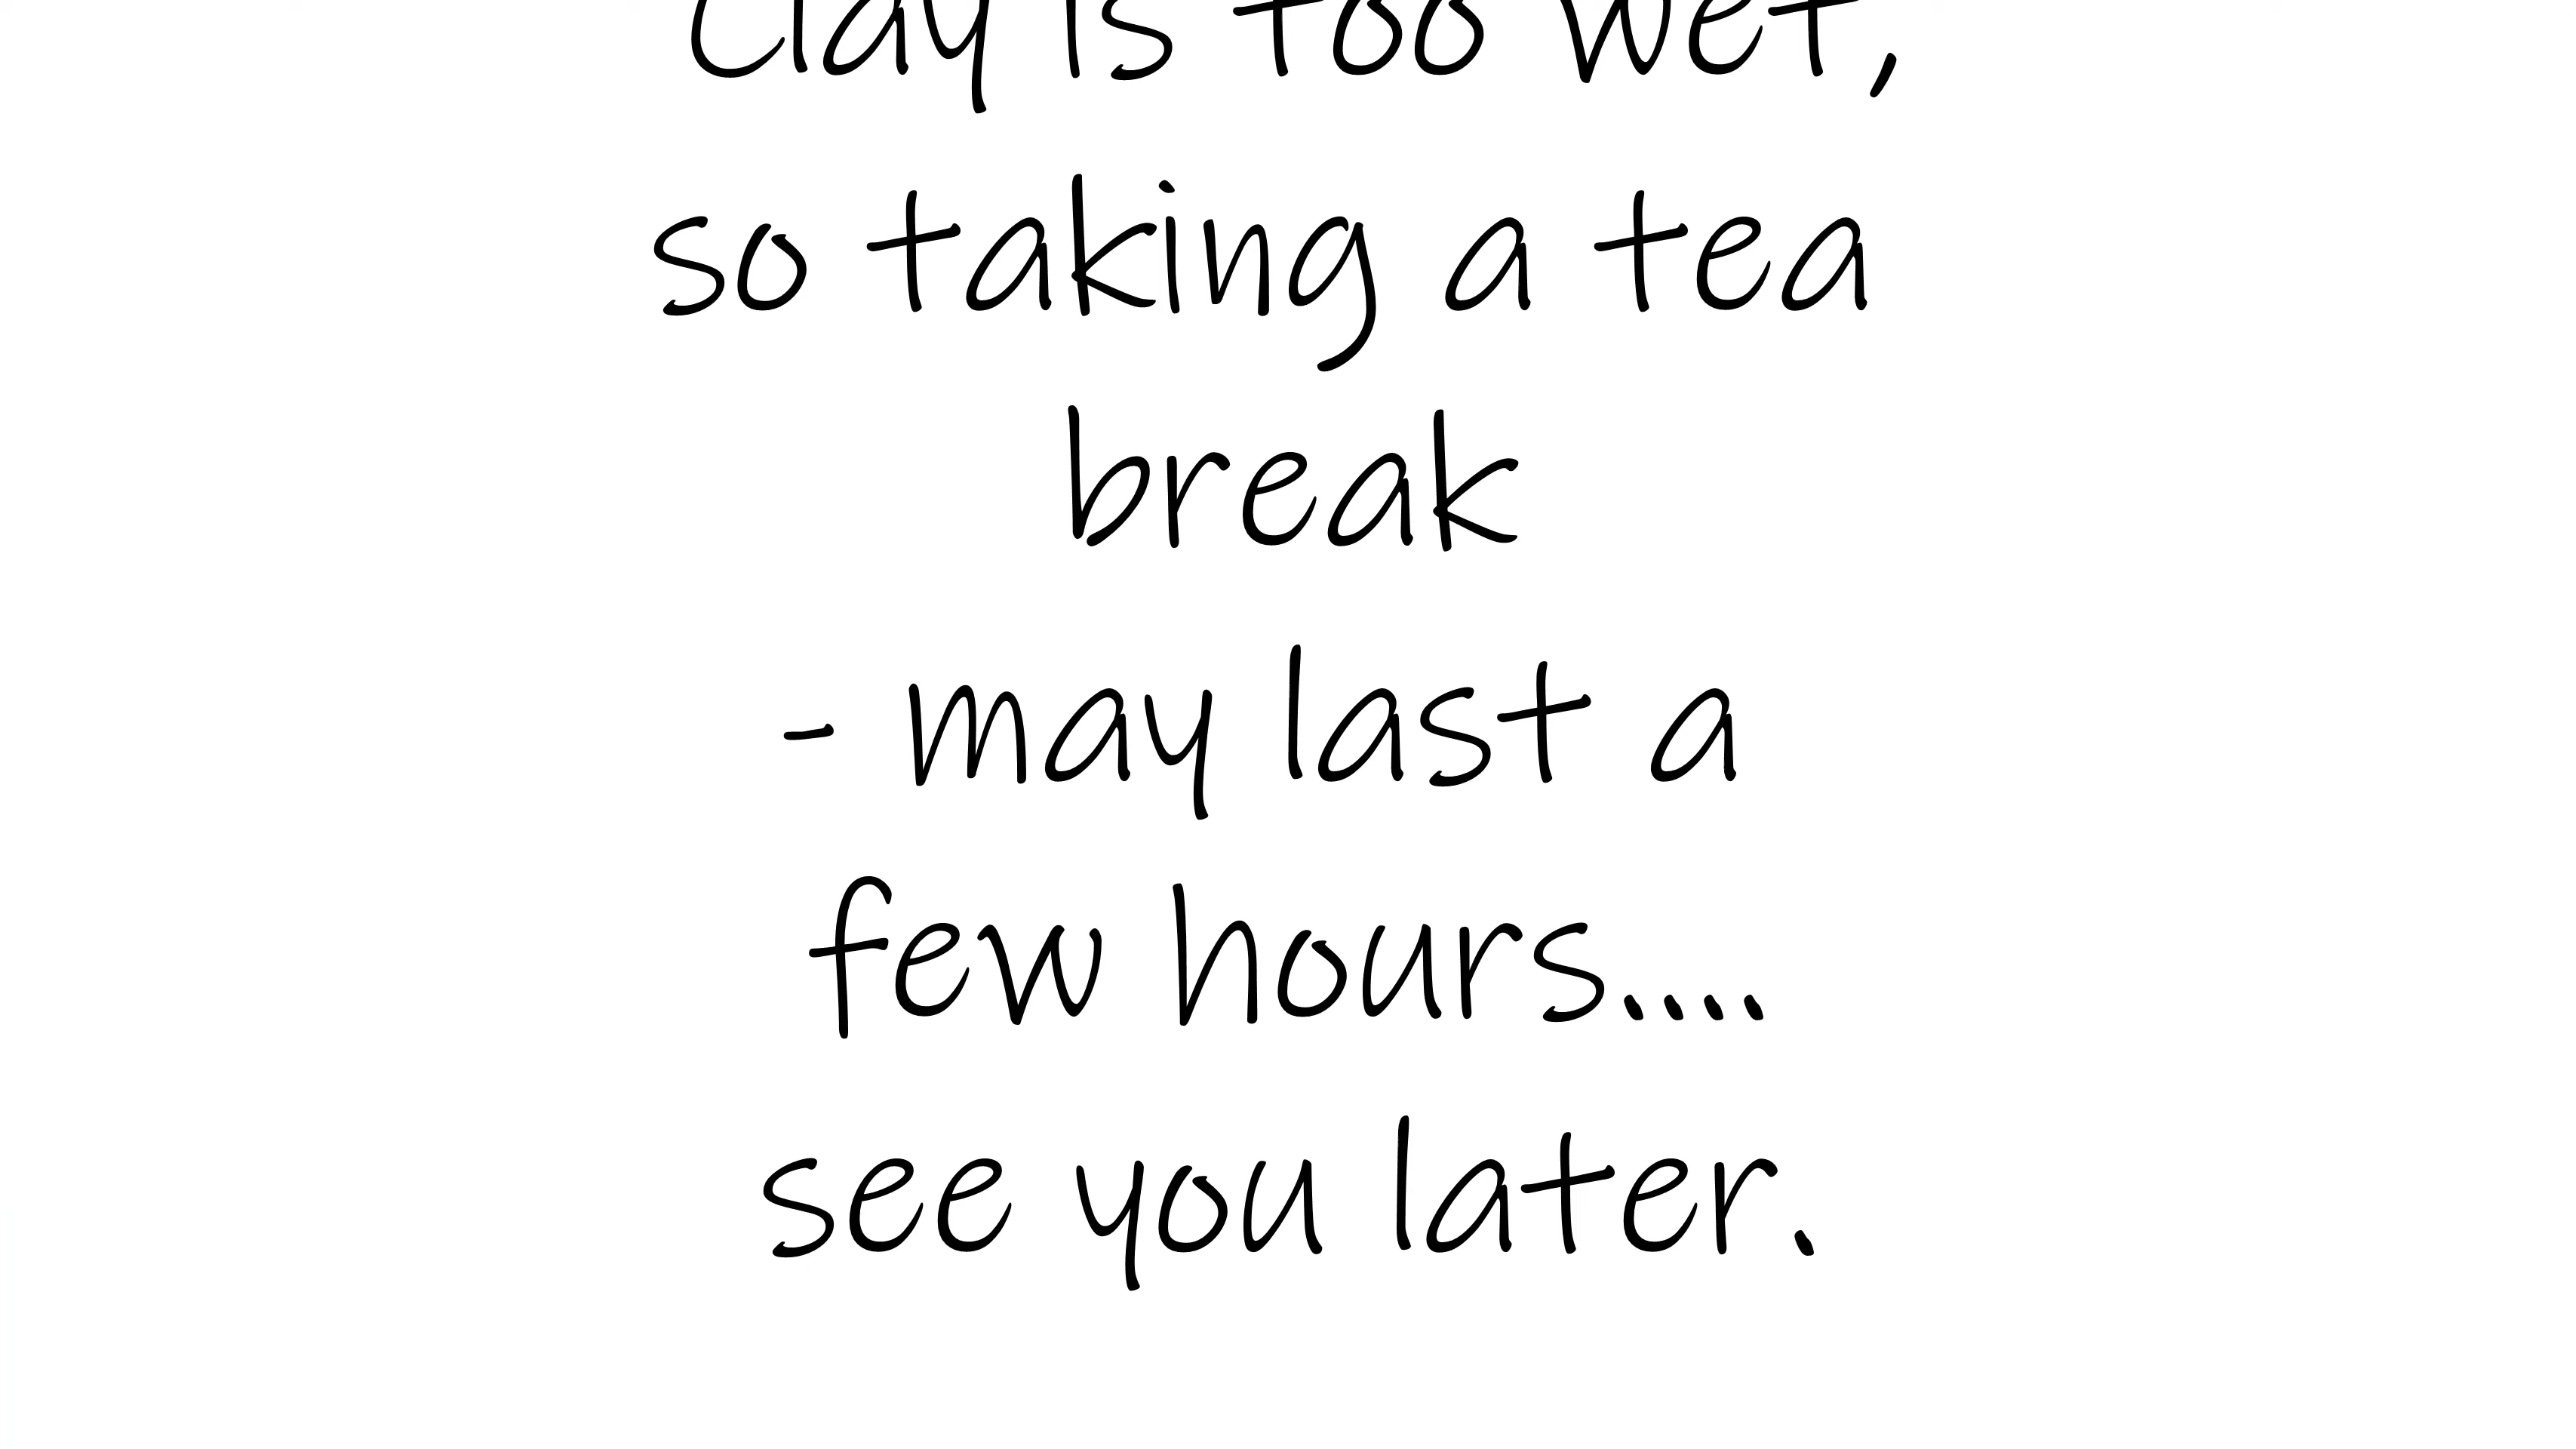 Clay is too wet,
so taking a tea
break
- may last a
few hours....
see you later.